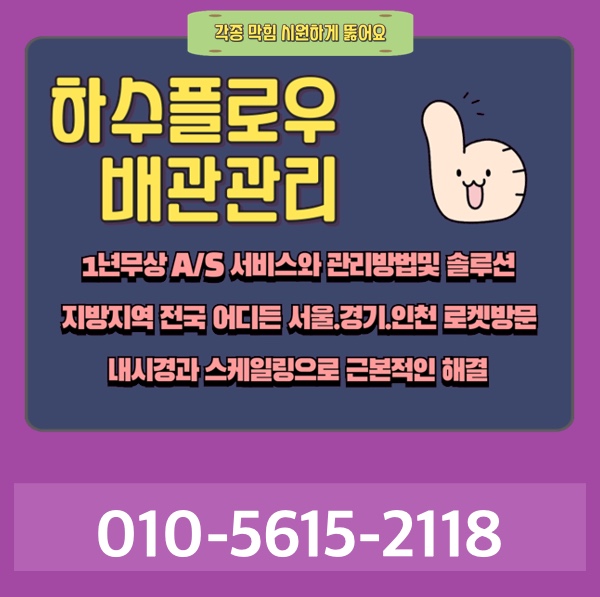 각종 막힘 시원하게 뚫어요
하수플로우
배관관리
1년무상 A/S 서비스와 관리방법및 솔루션
지방지역 전국 어디든 서울.경기.인천 로켓방문
내시경과 스케일링으로 근본적인 해결
010-5615-2118